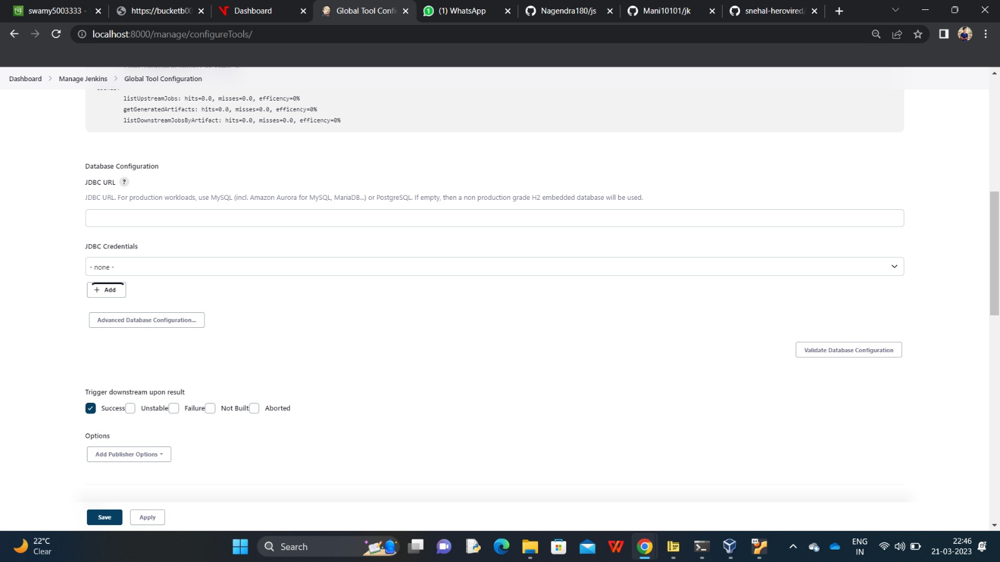 swamy5003333 -
https://bucketb00
Dashboard
Global Tool Confi
(1) WhatsApp
Nagendra180/js
Mani10101/jk
snehal-herovired/
localhost:8000/manage/configureTools/
Dashboard
Manage Jenkins
Global Tool Configuration
listUpstreamJobs: hits=0.0, misses=0.0, efficency=0%
getGeneratedArtifacts: hits=0.0, misses=0.0, efficency=0%
listDownstreamJobsByArtifact: hits=0.0, misses=0.0, efficency=0%
Database Configuration
JDBC URL ?
JDBC URL. For production workloads, use MySQL (incl. Amazon Aurora for MySQL, MariaDB...) or PostgreSQL. If empty, then a non production grade H2 embedded database will be used.
JDBC Credentials
- none -
+ Add
Advanced Database Configuration...
Validate Database Configuration
Trigger downstream upon result
Success Unstable Failure Not Built Aborted
Options
Add Publisher Options
Save
Apply
22°C
Clear
Search
ENG
IN
22:46
21-03-2023